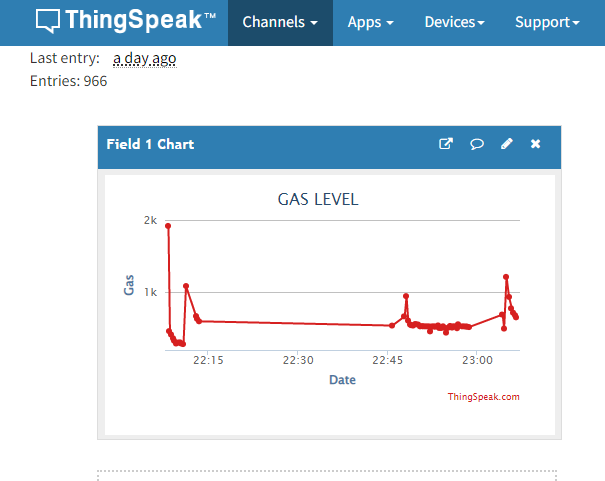 ThingSpeak™ Channels Apps Devices Support
Last entry: a day ago
Entries: 966
Field 1 Chart
GAS LEVEL
2k
1k
Gas
22:15 22:30 22:45 23:00
Date
ThingSpeak.com